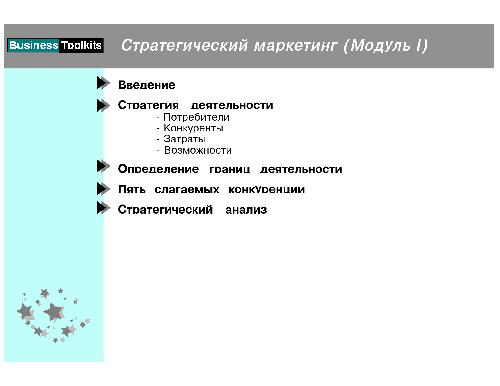 Business Toolkits
Стратегический маркетинг (Модуль I)
Введение
Стратегия деятельности
- Потребители
- Конкуренты
- Затраты
- Возможности
Определение границ деятельности
Пять слагаемых конкуренции
Стратегический анализ